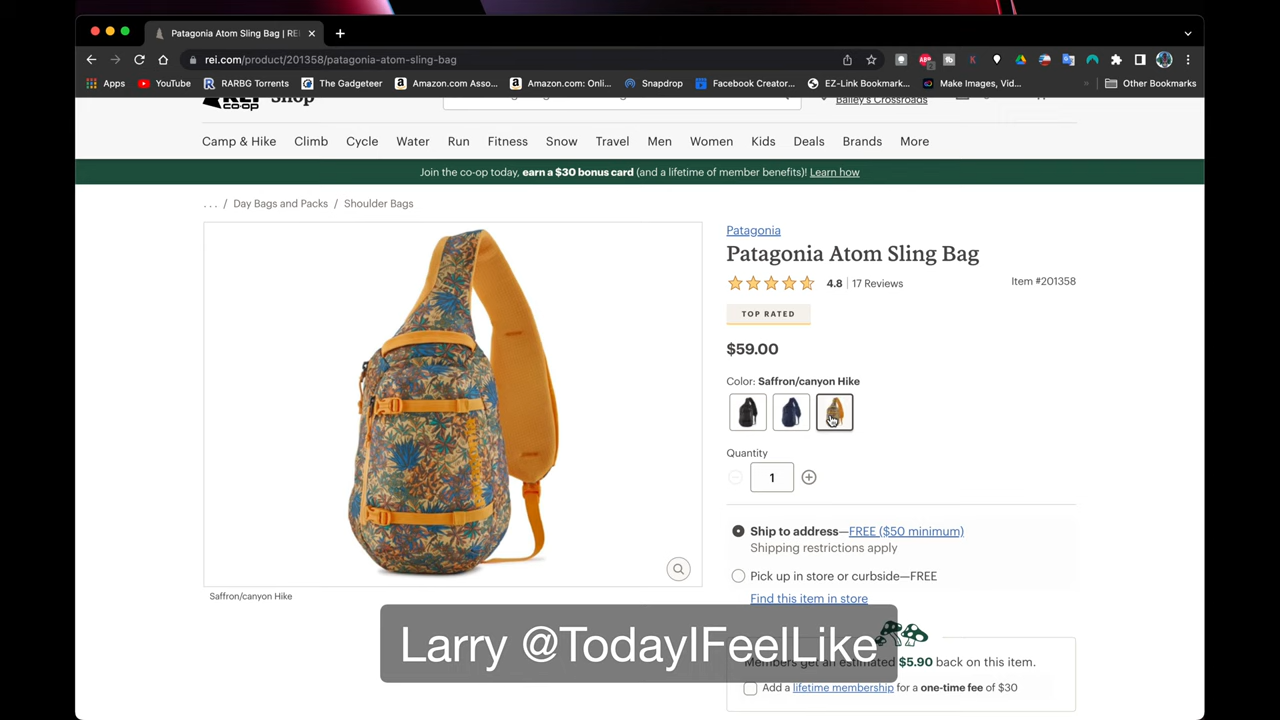 Patagonia Atom Sling Bag | REI
rei.com/product/201358/patagonia-atom-sling-bag
Apps
YouTube
RARBG Torrents
The Gadgeteer
Amazon.com Asso...
Amazon.com: Onli...
Snapdrop
Facebook Creator...
EZ-Link Bookmark...
Make Images, Vid...
»
Other Bookmarks
co-op
Shop
Bailey's Crossroads
Camp & Hike
Climb
Cycle
Water
Run
Fitness
Snow
Travel
Men
Women
Kids
Deals
Brands
More
Join the co-op today, earn a $30 bonus card (and a lifetime of member benefits)! Learn how
. . . / Day Bags and Packs / Shoulder Bags
Patagonia
Patagonia Atom Sling Bag
4.8 | 17 Reviews
Item #201358
TOP RATED
$59.00
Color: Saffron/canyon Hike
Quantity
1
Ship to address—FREE ($50 minimum)
Shipping restrictions apply
Pick up in store or curbside—FREE
Find this item in store
Saffron/canyon Hike
Larry @TodayIFeelLike
Members get an estimated $5.90 back on this item.
Add a lifetime membership for a one-time fee of $30